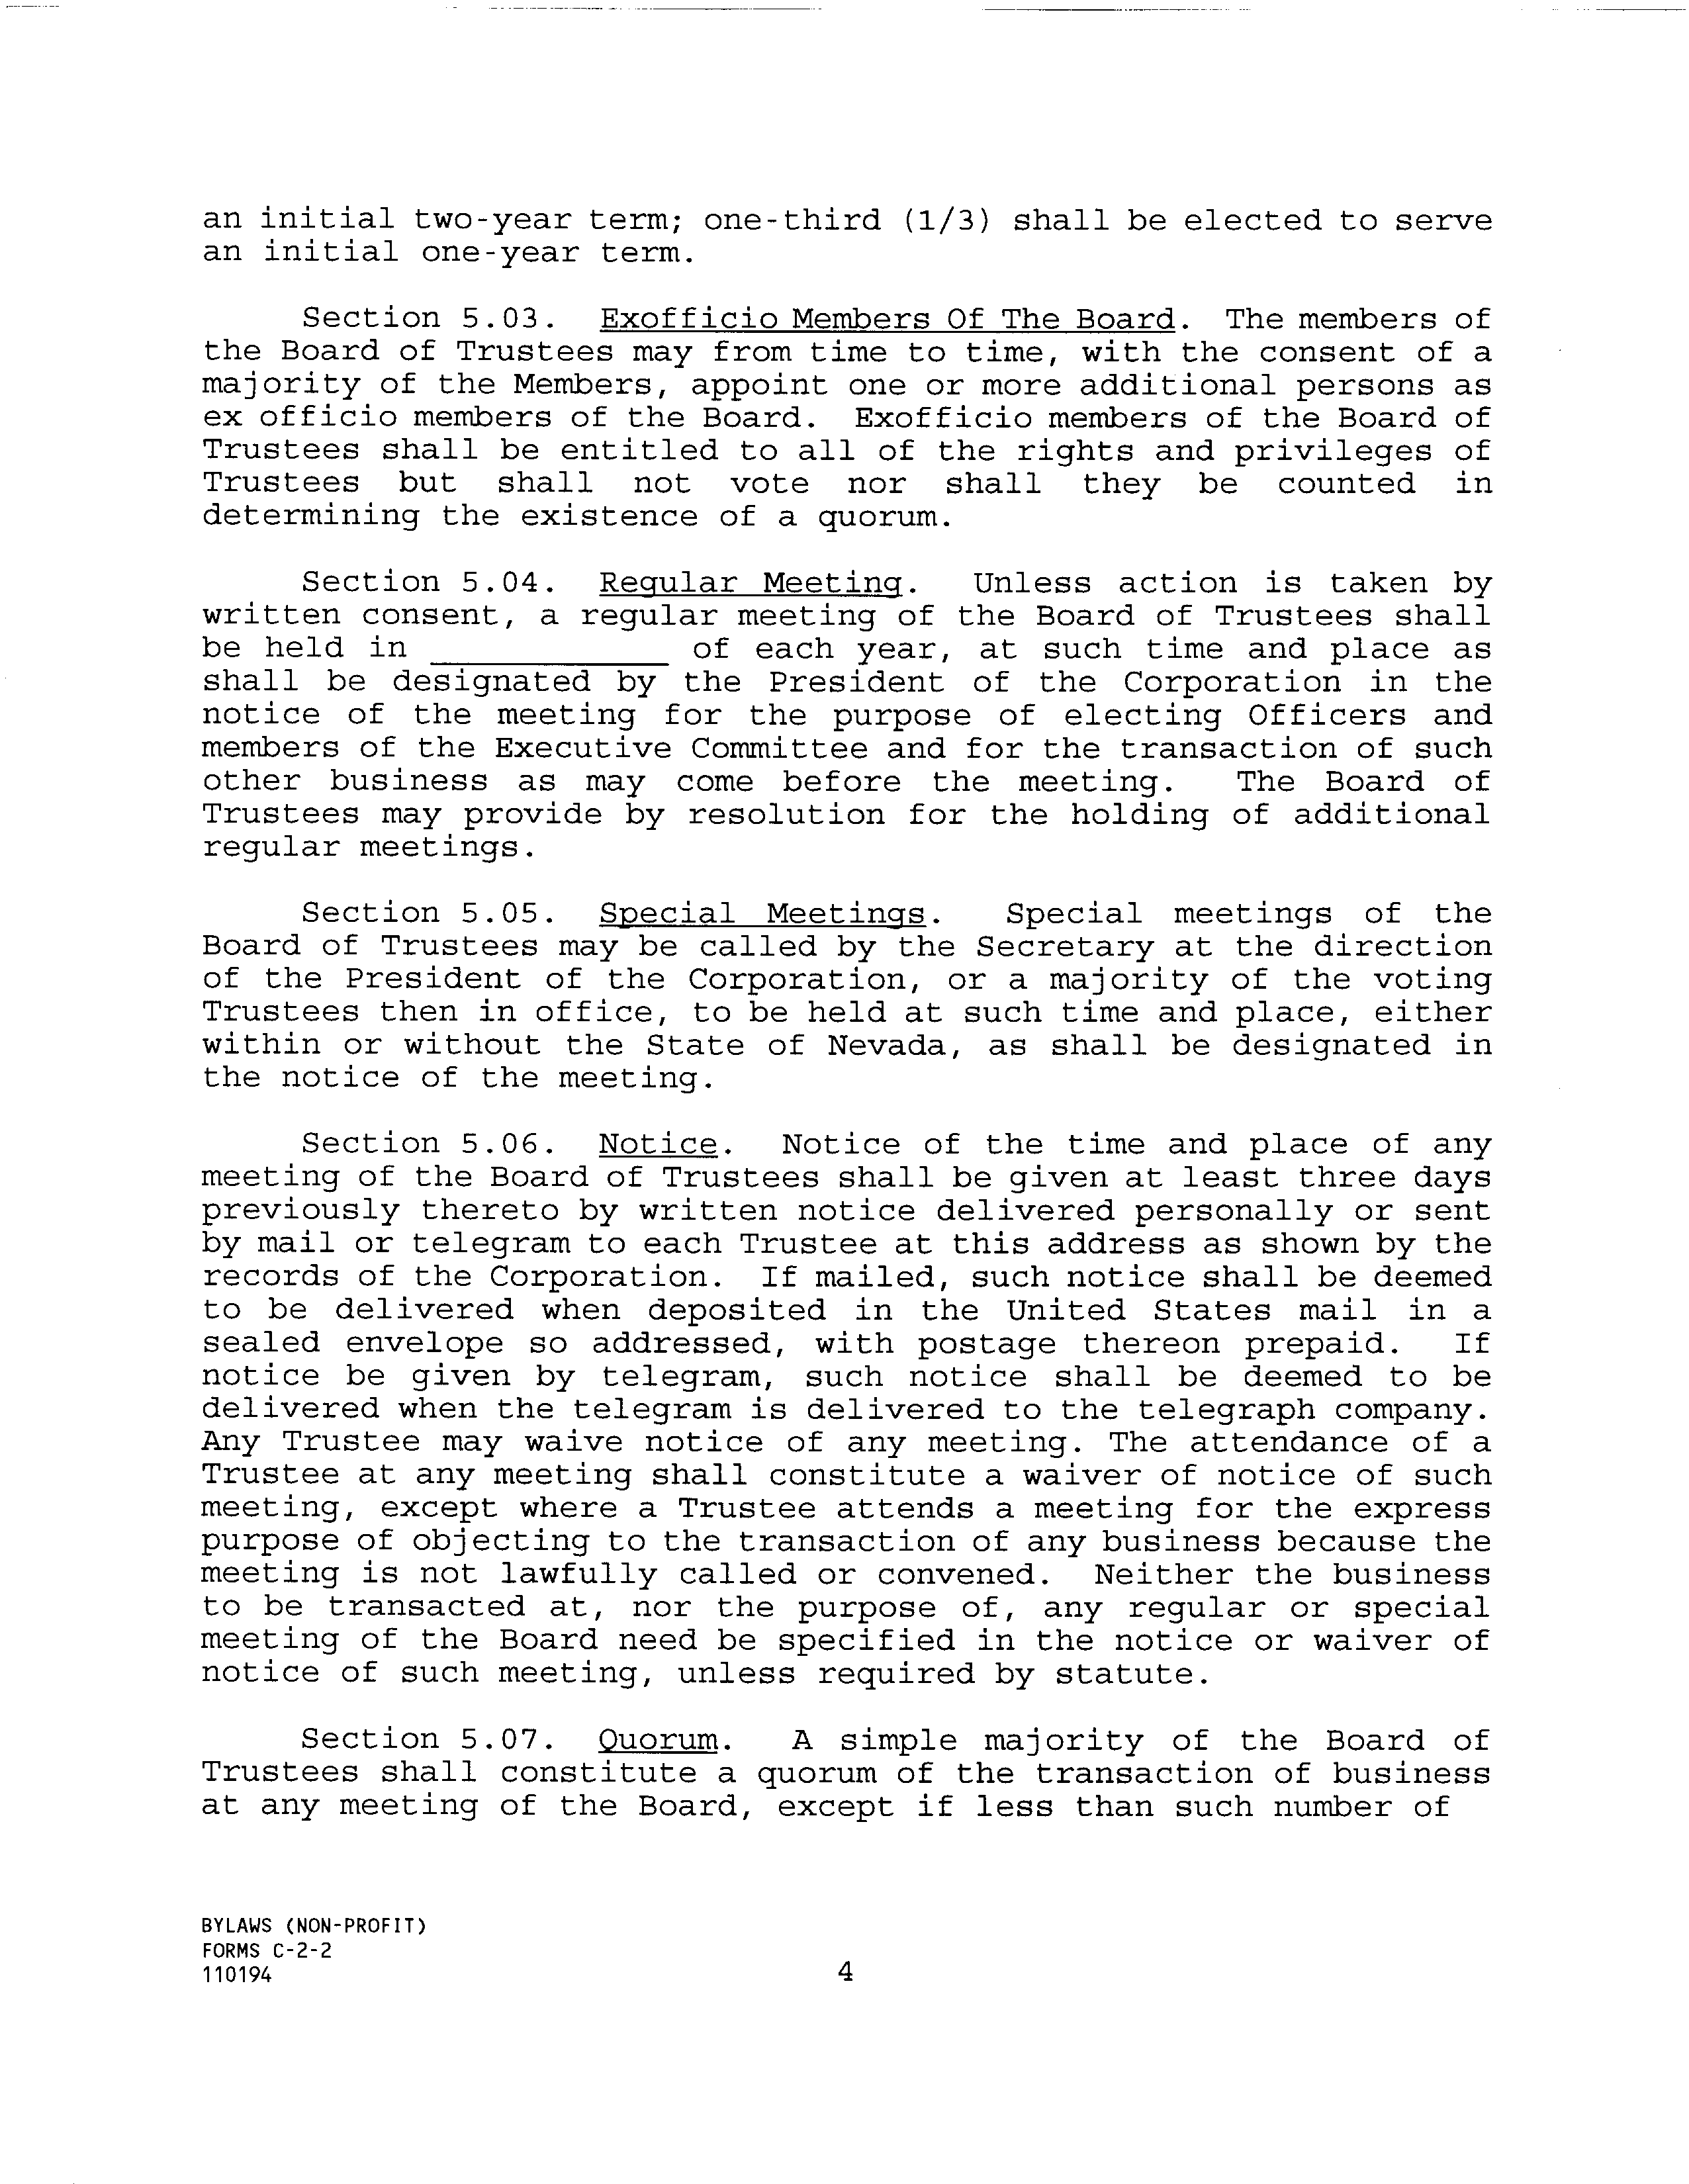 an initial two-year term; one-third (1/3) shall be elected to serve
an initial one-year term.
Section 5.03. Exofficio Members Of The Board. The members of
the Board of Trustees may from time to time, with the consent of a
majority of the Members, appoint one or more additional persons as
ex officio members of the Board. Exofficio members of the Board of
Trustees shall be entitled to all of the rights and privileges of
Trustees but shall not vote nor shall they be counted in
determining the existence of a quorum.
Section 5.04. Regular Meeting. Unless action is taken by
written consent, a regular meeting of the Board of Trustees shall
be held in ____________ of each year, at such time and place as
shall be designated by the President of the Corporation in the
notice of the meeting for the purpose of electing Officers and
members of the Executive Committee and for the transaction of such
other business as may come before the meeting. The Board of
Trustees may provide by resolution for the holding of additional
regular meetings.
Section 5.05. Special Meetings. Special meetings of the
Board of Trustees may be called by the Secretary at the direction
of the President of the Corporation, or a majority of the voting
Trustees then in office, to be held at such time and place, either
within or without the State of Nevada, as shall be designated in
the notice of the meeting.
Section 5.06. Notice. Notice of the time and place of any
meeting of the Board of Trustees shall be given at least three days
previously thereto by written notice delivered personally or sent
by mail or telegram to each Trustee at this address as shown by the
records of the Corporation. If mailed, such notice shall be deemed
to be delivered when deposited in the United States mail in a
sealed envelope so addressed, with postage thereon prepaid. If
notice be given by telegram, such notice shall be deemed to be
delivered when the telegram is delivered to the telegraph company.
Any Trustee may waive notice of any meeting. The attendance of a
Trustee at any meeting shall constitute a waiver of notice of such
meeting, except where a Trustee attends a meeting for the express
purpose of objecting to the transaction of any business because the
meeting is not lawfully called or convened. Neither the business
to be transacted at, nor the purpose of, any regular or special
meeting of the Board need be specified in the notice or waiver of
notice of such meeting, unless required by statute.
Section 5.07. Quorum. A simple majority of the Board of
Trustees shall constitute a quorum of the transaction of business
at any meeting of the Board, except if less than such number of
BYLAWS (NON-PROFIT)
FORMS C-2-2
110194
4